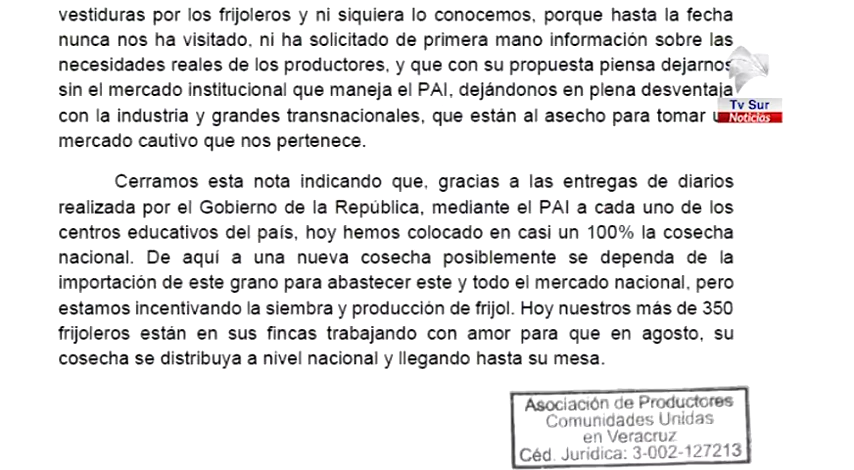 vestiduras por los frijoleros y ni siquiera lo conocemos, porque hasta la fecha
nunca nos ha visitado, ni ha solicitado de primera mano información sobre las
necesidades reales de los productores, y que con su propuesta piensa dejarnos
sin el mercado institucional que maneja el PAI, dejándonos en plena desventaja
con la industria y grandes transnacionales, que están al asecho para tomar
mercado cautivo que nos pertenece.
Tv Sur
Noticias
Cerramos esta nota indicando que, gracias a las entregas de diarios
realizada por el Gobierno de la República, mediante el PAI a cada uno de los
centros educativos del país, hoy hemos colocado en casi un 100% la cosecha
nacional. De aquí a una nueva cosecha posiblemente se dependa de la
importación de este grano para abastecer este y todo el mercado nacional, pero
estamos incentivando la siembra y producción de frijol. Hoy nuestros más de 350
frijoleros están en sus fincas trabajando con amor para que en agosto, su
cosecha se distribuya a nivel nacional y llegando hasta su mesa.
Asociación de Productores
Comunidades Unidas
en Veracruz
Céd. Jurídica: 3-002-127213